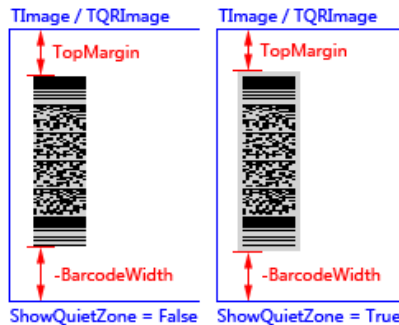 TImage / TQRImage
TopMargin
-BarcodeWidth
ShowQuietZone = False
TImage / TQRImage
TopMargin
-BarcodeWidth
ShowQuietZone = True